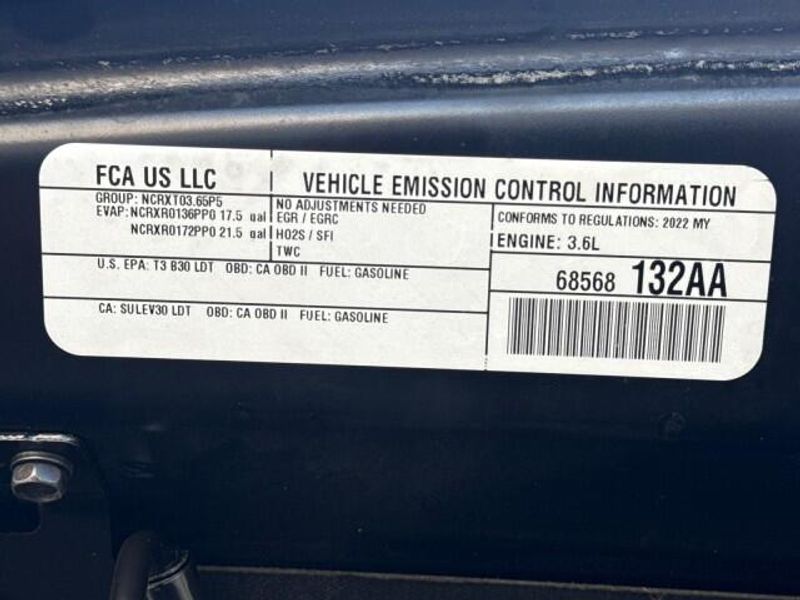 FCA US LLC
VEHICLE EMISSION CONTROL INFORMATION
GROUP: NCRXT03.65P5
EVAP: NCRXR0136PP0 17.5 gal
NCRXR0172PP0 21.5 gal
NO ADJUSTMENTS NEEDED
EGR / EGRC
HO2S / SFI
TWC
CONFORMS TO REGULATIONS: 2022 MY
ENGINE: 3.6L
U.S. EPA: T3 B30 LDT OBD: CA OBD II FUEL: GASOLINE
68568 132AA
CA: SULEV30 LDT OBD: CA OBD II FUEL: GASOLINE